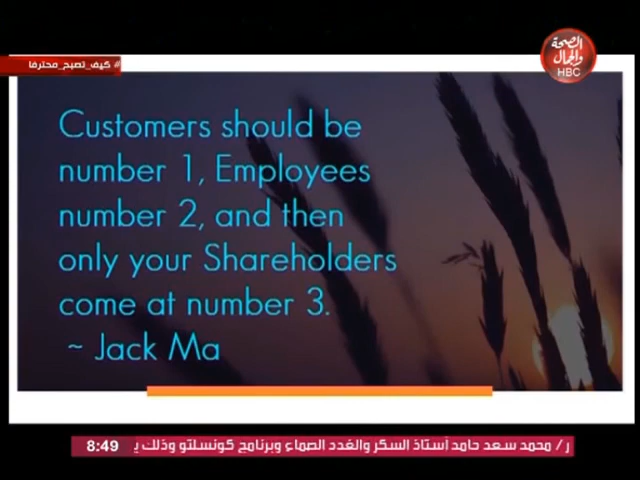 الصحة
والجمال
HBC
#كيف_تصبح_محترفا
Customers should be
number 1, Employees
number 2, and then
only your Shareholders
come at number 3.
~ Jack Ma
ر/ محمد سعد حامد أستاذ السكر والغدد الصماء وبرنامج كونسلتو وذلك ي
8:49